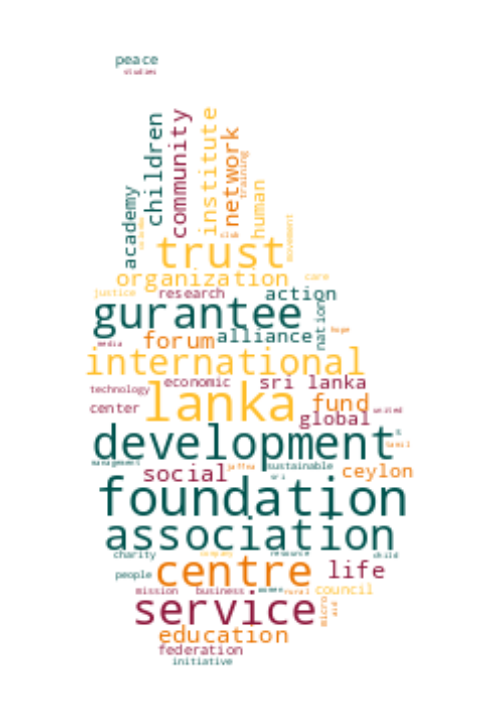 peace
studies
children
community
institute
network
training
human
academy
club
movement
trust
organization
care
justice
research
action
gurantee
nation
hope
forum
alliance
media
international
economic
sri lanka
technology
lanka
fund
center
global
united
development
tamil
management
social
jaffna
sustainable
ceylon
sri
foundation
association
charity
company
resource
child
people
centre
life
mission
business
women
rural
council
service
micro
aid
education
federation
initiative